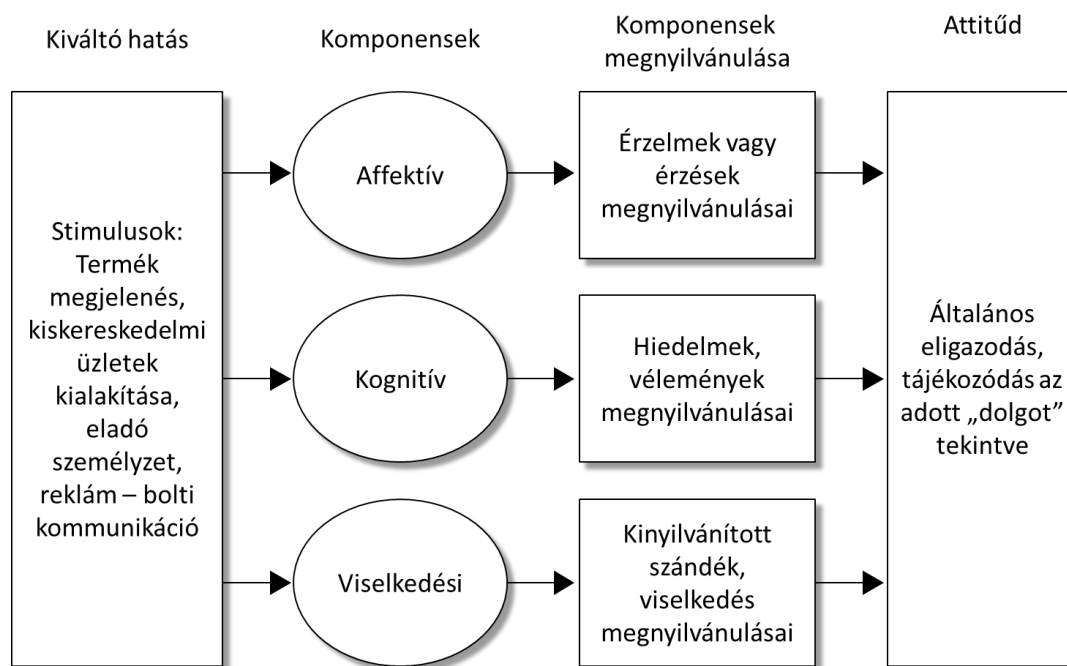 Kiváltó hatás
Komponensek
Komponensek
megnyilvánulása
Attitűd
Stimulusok:
Termék
megjelenés,
kiskereskedelmi
üzletek
kialakítása,
eladó
személyzet,
reklám – bolti
kommunikáció
Affektív
Érzelmek vagy
érzések
megnyilvánulásai
Kognitív
Hiedelmek,
vélemények
megnyilvánulásai
Viselkedési
Kinyilvánított
szándék,
viselkedés
megnyilvánulásai
Általános
eligazodás,
tájékozódás az
adott „dolgot”
tekintve